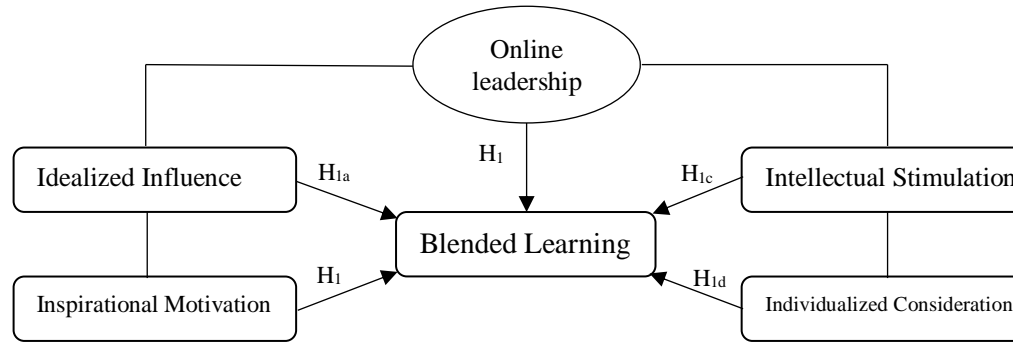 Online
leadership
H1
Idealized Influence
H1a
H1c
Intellectual Stimulation
Blended Learning
Inspirational Motivation
H1
H1d
Individualized Consideration